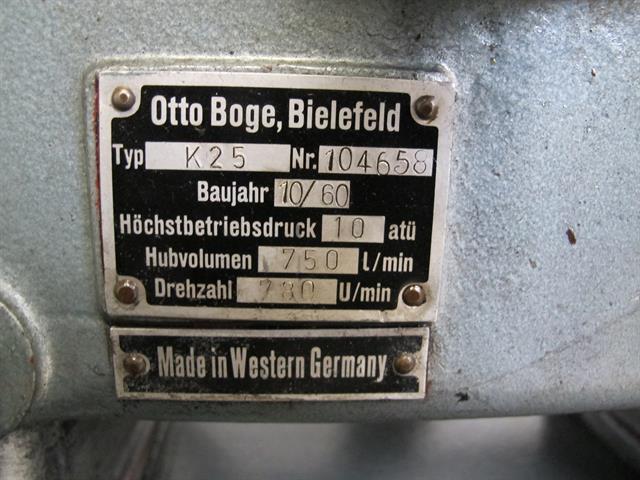 Otto Boge, Bielefeld
Typ K25 Nr. 104658
Baujahr 10/60
Höchstbetriebsdruck 10 atü
Hubvolumen 750 l/min
Drehzahl 780 U/min
Made in Western Germany